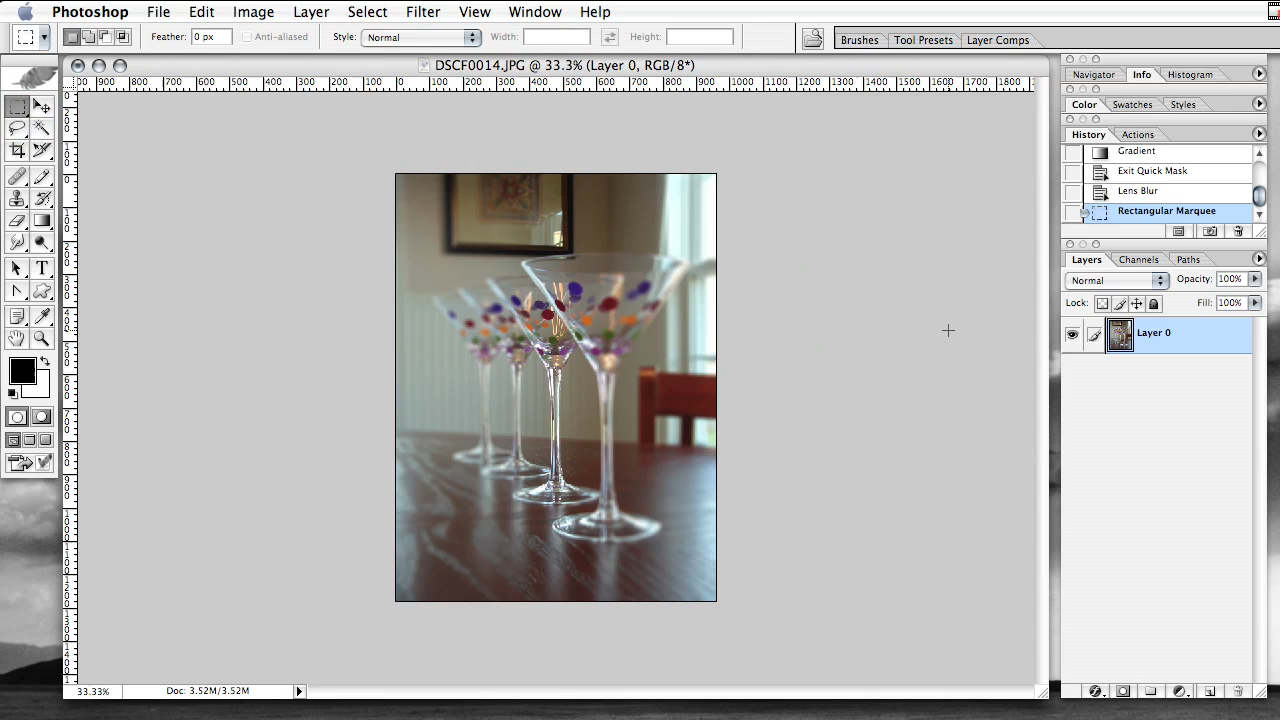 Photoshop File Edit Image Layer Select Filter View Window Help
Feather: 0 px Anti-aliased Style: Normal Width: Height: Brushes Tool Presets Layer Comps
DSCF0014.JPG @ 33.3% (Layer 0, RGB/8*)
Navigator Info Histogram
Color Swatches Styles
History Actions
Gradient
Exit Quick Mask
Lens Blur
Rectangular Marquee
Layers Channels Paths
Normal Opacity: 100%
Lock: Fill: 100%
Layer 0
33.33% Doc: 3.52M/3.52M